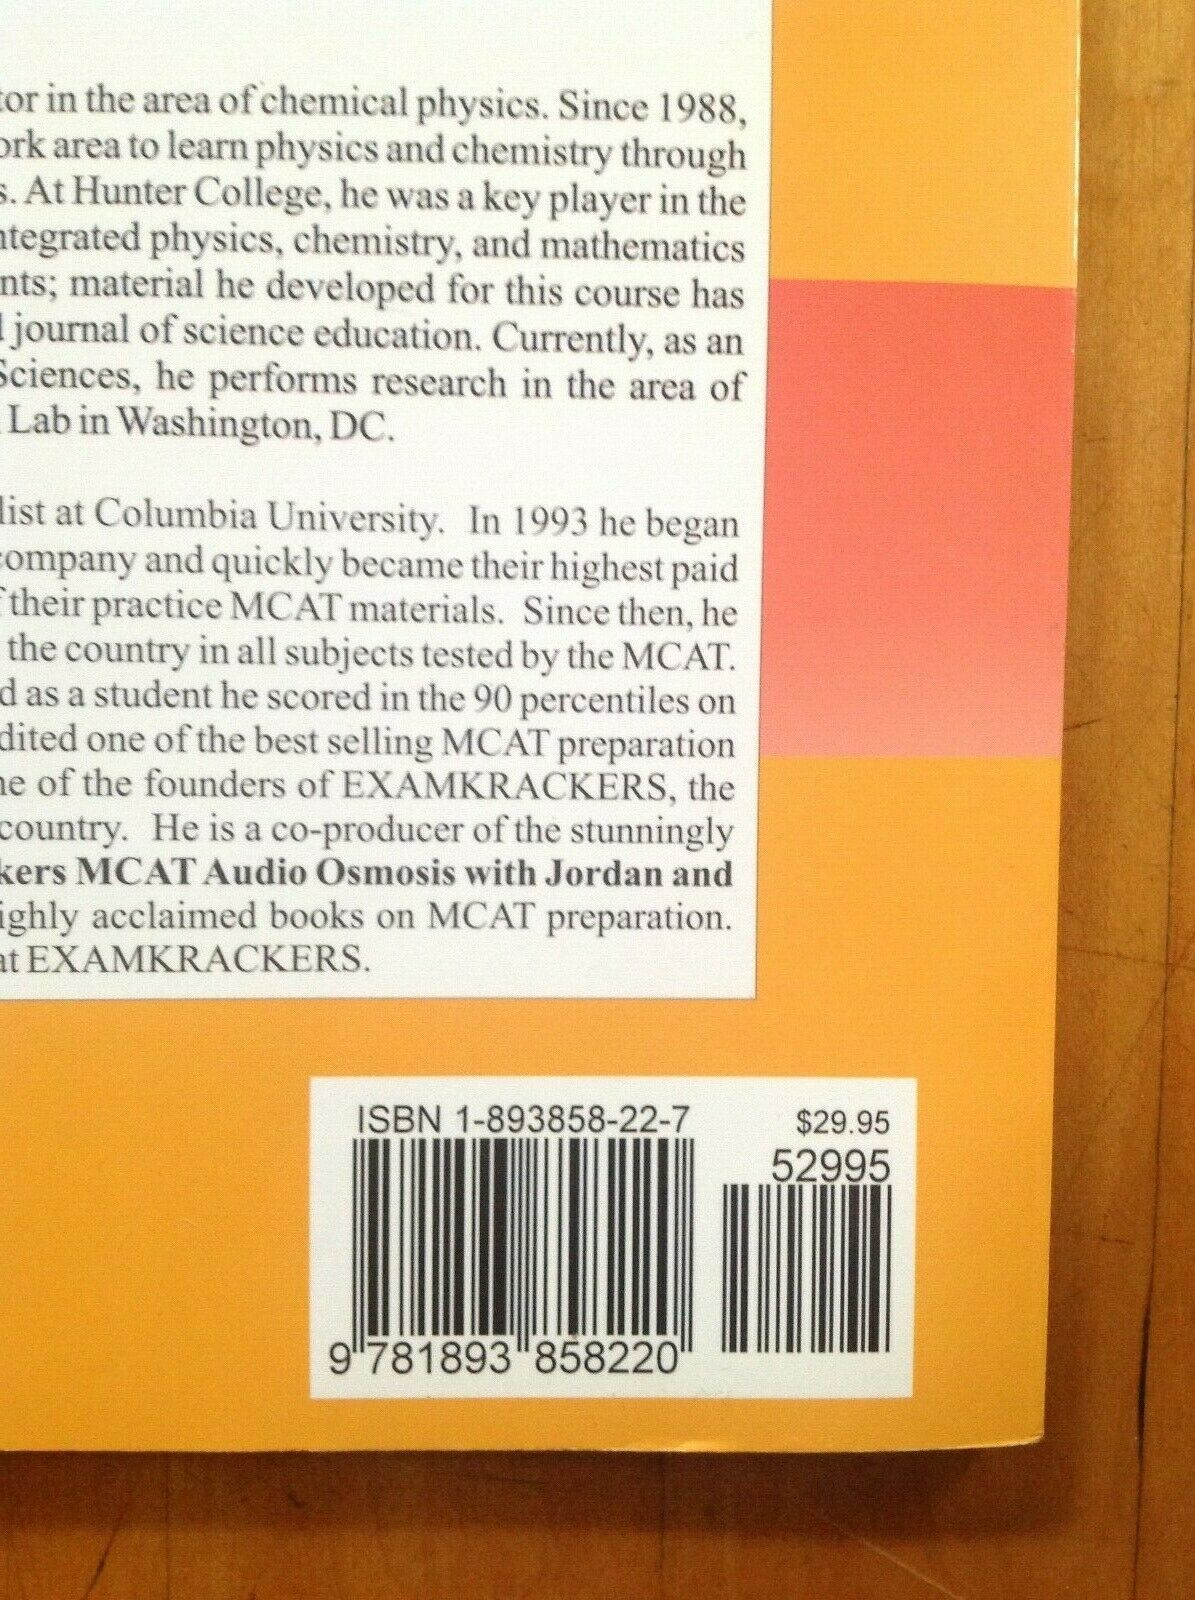 tor in the area of chemical physics. Since 1988,
ork area to learn physics and chemistry through
s. At Hunter College, he was a key player in the
ntegrated physics, chemistry, and mathematics
nts; material he developed for this course has
l journal of science education. Currently, as an
Sciences, he performs research in the area of
Lab in Washington, DC.
list at Columbia University. In 1993 he began
company and quickly became their highest paid
f their practice MCAT materials. Since then, he
the country in all subjects tested by the MCAT.
d as a student he scored in the 90 percentiles on
dited one of the best selling MCAT preparation
ne of the founders of EXAMKRACKERS, the
country. He is a co-producer of the stunningly
kers MCAT Audio Osmosis with Jordan and
ighly acclaimed books on MCAT preparation.
at EXAMKRACKERS.
ISBN 1-893858-22-7
$29.95
52995
9 781893 858220